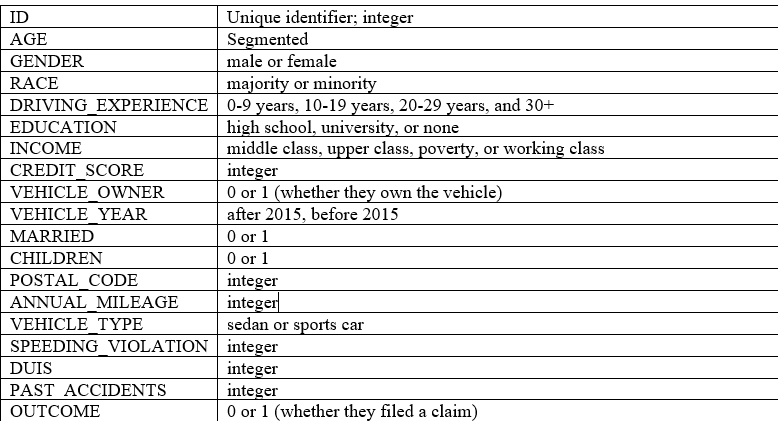 ID Unique identifier; integer
AGE Segmented
GENDER male or female
RACE majority or minority
DRIVING_EXPERIENCE 0-9 years, 10-19 years, 20-29 years, and 30+
EDUCATION high school, university, or none
INCOME middle class, upper class, poverty, or working class
CREDIT_SCORE integer
VEHICLE_OWNER 0 or 1 (whether they own the vehicle)
VEHICLE_YEAR after 2015, before 2015
MARRIED 0 or 1
CHILDREN 0 or 1
POSTAL_CODE integer
ANNUAL_MILEAGE integer
VEHICLE_TYPE sedan or sports car
SPEEDING_VIOLATION integer
DUIS integer
PAST_ACCIDENTS integer
OUTCOME 0 or 1 (whether they filed a claim)